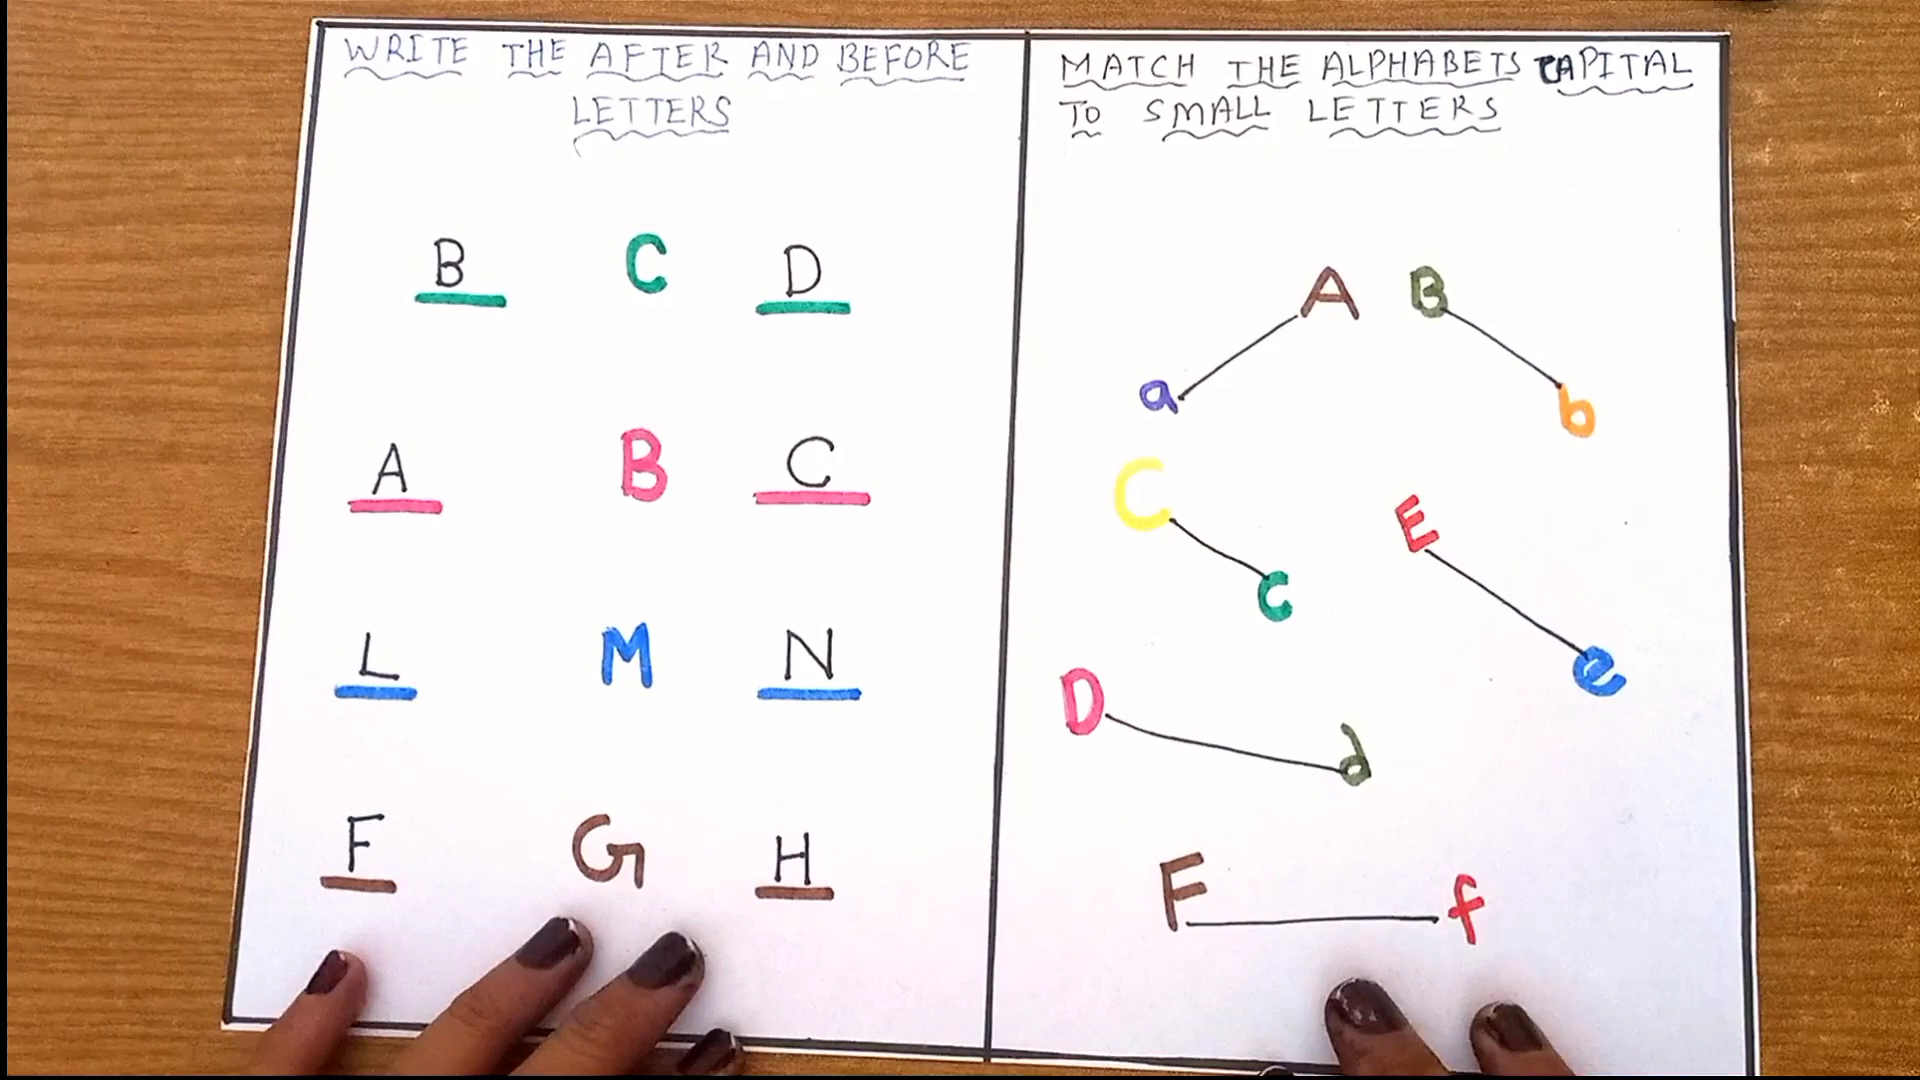 WRITE THE AFTER AND BEFORE
LETTERS
B C D
A B C
L M N
F G H
MATCH THE ALPHABETS CAPITAL
TO SMALL LETTERS
A B
a b
C E
c e
D d
F f